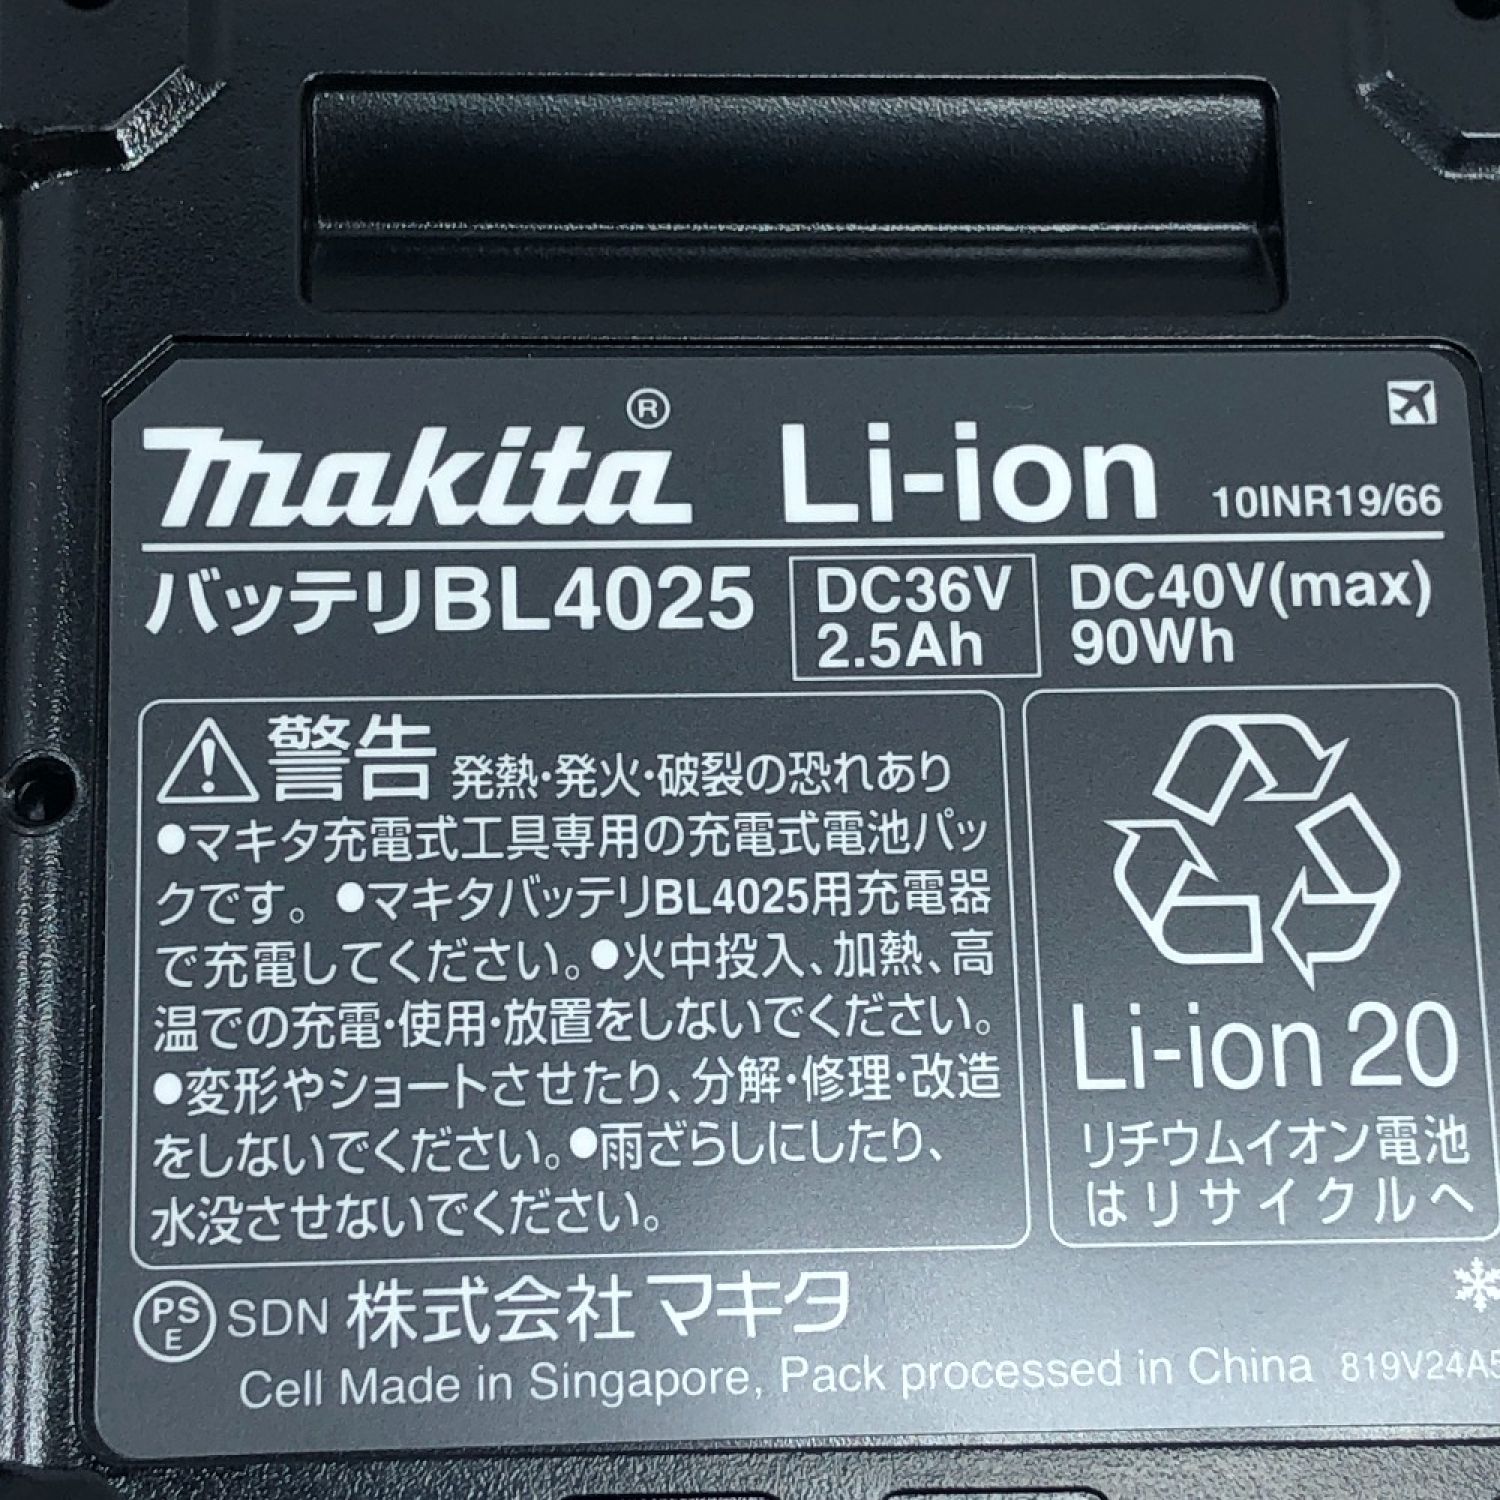 makita® Li-ion 10INR19/66
バッテリBL4025 DC36V DC40V(max)
2.5Ah 90Wh
警告 発熱・発火・破裂の恐れあり
●マキタ充電式工具専用の充電式電池パッ
クです。●マキタバッテリBL4025用充電器
で充電してください。●火中投入、加熱、高
温での充電・使用・放置をしないでください。
●変形やショートさせたり、分解・修理・改造
をしないでください。●雨ざらしにしたり、
水没させないでください。
Li-ion 20
リチウムイオン電池
はリサイクルへ
PS
E
SDN 株式会社マキタ
Cell Made in Singapore, Pack processed in China 819V24A5